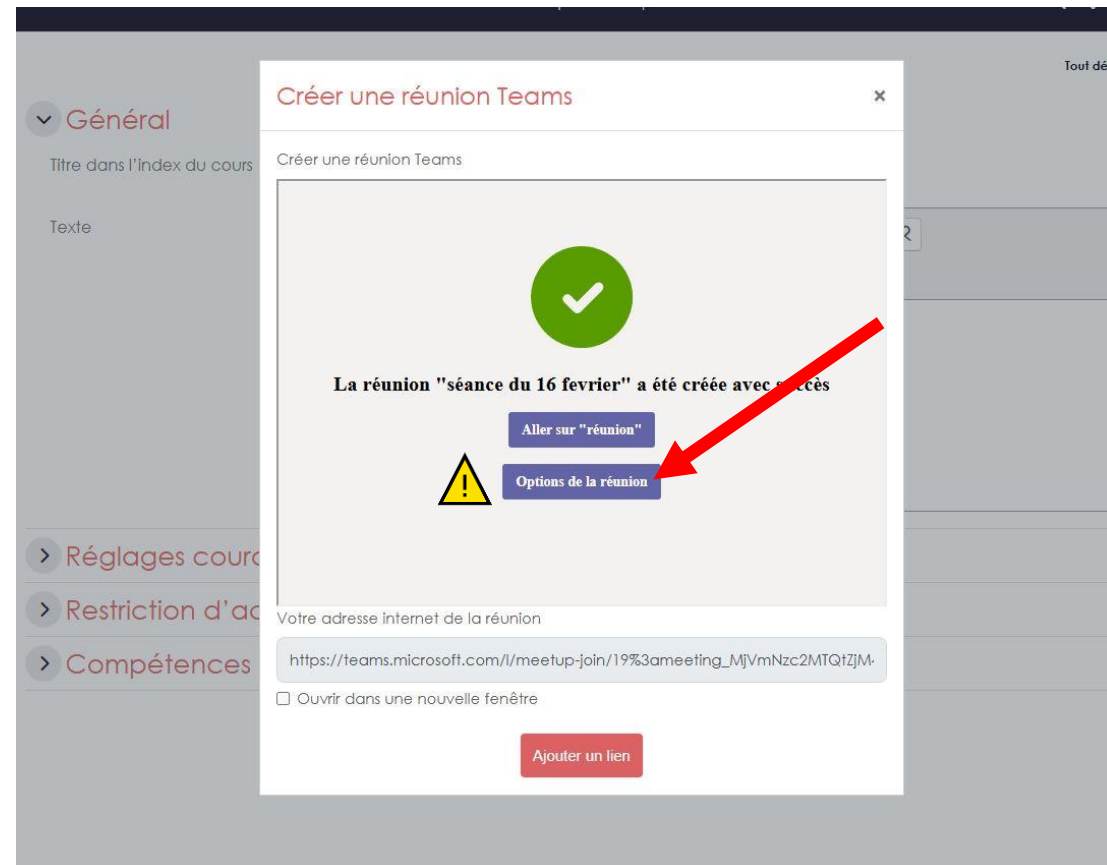 Tout dé
Créer une réunion Teams
×
Général
Titre dans l'index du cours
Créer une réunion Teams
Texte
La réunion "séance du 16 fevrier" a été créée avec succès
Aller sur "réunion"
!
Options de la réunion
Réglages cour
Restriction d'ac
Votre adresse internet de la réunion
Compétences
https://teams.microsoft.com/l/meetup-join/19%3ameeting_MjVmNzc2MTQtZjM
Ouvrir dans une nouvelle fenêtre
Ajouter un lien